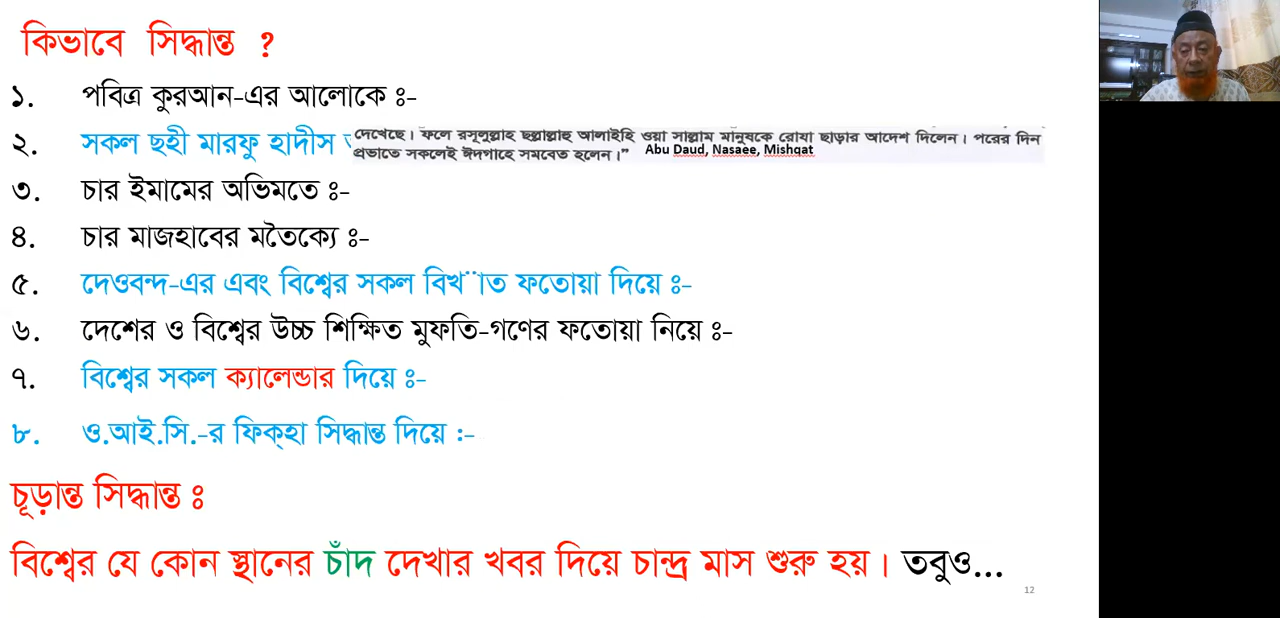 কিভাবে সিদ্ধান্ত ?
১. পবিত্র কুরআন-এর আলোকে ঃ-
২. সকল ছহী মারফু হাদীস
দেখেছে। ফলে রসূলুল্লাহ ছল্লাল্লাহু আলাইহি ওয়া সাল্লাম মানুষকে রোযা ছাড়ার আদেশ দিলেন। পরের দিন
প্রভাতে সকলেই ঈদগাহে সমবেত হলেন।” Abu Daud, Nasaee, Mishqat
৩. চার ইমামের অভিমতে ঃ-
৪. চার মাজহাবের মতৈক্যে ঃ-
৫. দেওবন্দ-এর এবং বিশ্বের সকল বিখ্যাত ফতোয়া দিয়ে ঃ-
৬. দেশের ও বিশ্বের উচ্চ শিক্ষিত মুফতি-গণের ফতোয়া নিয়ে ঃ-
৭. বিশ্বের সকল ক্যালেন্ডার দিয়ে ঃ-
৮. ও.আই.সি.-র ফিক্হা সিদ্ধান্ত দিয়ে :-
চূড়ান্ত সিদ্ধান্ত ঃ
বিশ্বের যে কোন স্থানের চাঁদ দেখার খবর দিয়ে চান্দ্র মাস শুরু হয়। তবুও...
12